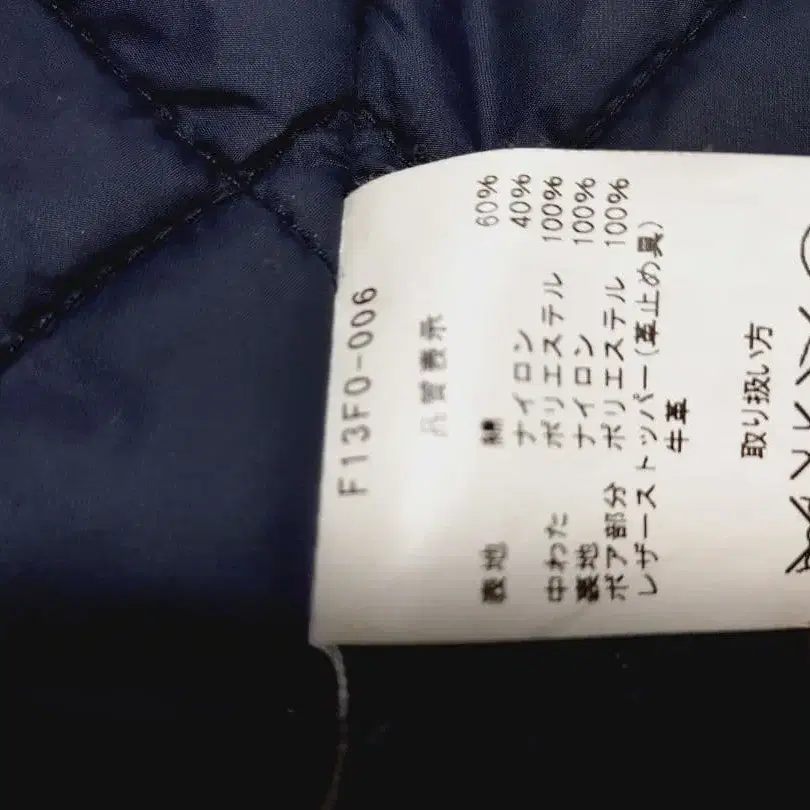 F13F0-006
品質表示
表地 綿 60%
ナイロン 40%
中わた ポリエステル 100%
裏地 ナイロン 100%
ボア部分 ポリエステル 100%
レザーストッパー(革止め具)
牛革
取り扱い方